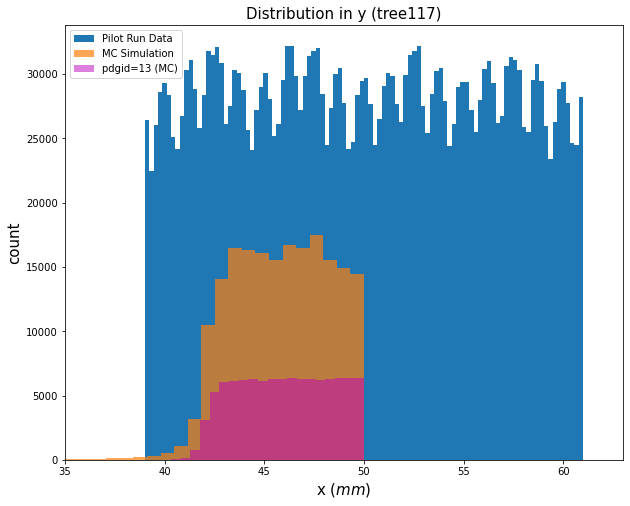 Distribution in y (tree117)
Pilot Run Data
MC Simulation
pdgid=13 (MC)
count
30000
25000
20000
15000
10000
5000
0
35 40 45 50 55 60
x (mm)